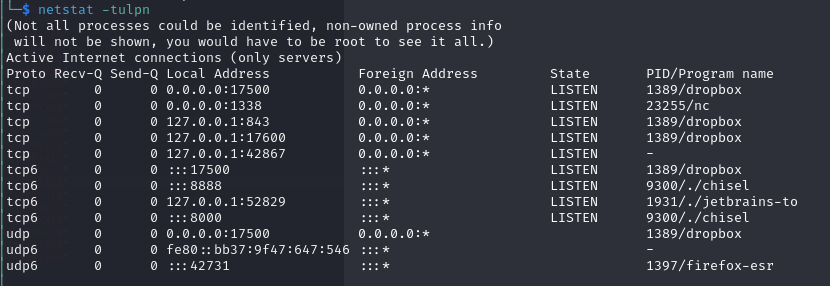 └─$ netstat -tulpn
(Not all processes could be identified, non-owned process info
 will not be shown, you would have to be root to see it all.)
Active Internet connections (only servers)
Proto Recv-Q Send-Q Local Address           Foreign Address         State       PID/Program name
tcp        0      0 0.0.0.0:17500           0.0.0.0:*               LISTEN      1389/dropbox
tcp        0      0 0.0.0.0:1338            0.0.0.0:*               LISTEN      23255/nc
tcp        0      0 127.0.0.1:843           0.0.0.0:*               LISTEN      1389/dropbox
tcp        0      0 127.0.0.1:17600         0.0.0.0:*               LISTEN      1389/dropbox
tcp        0      0 127.0.0.1:42867         0.0.0.0:*               LISTEN      -
tcp6       0      0 :::17500                :::*                    LISTEN      1389/dropbox
tcp6       0      0 :::8888                 :::*                    LISTEN      9300/./chisel
tcp6       0      0 127.0.0.1:52829         :::*                    LISTEN      1931/./jetbrains-to
tcp6       0      0 :::8000                 :::*                    LISTEN      9300/./chisel
udp        0      0 0.0.0.0:17500           0.0.0.0:*                           1389/dropbox
udp6       0      0 fe80::bb37:9f47:647:546 :::*                                -
udp6       0      0 :::42731                :::*                                1397/firefox-esr